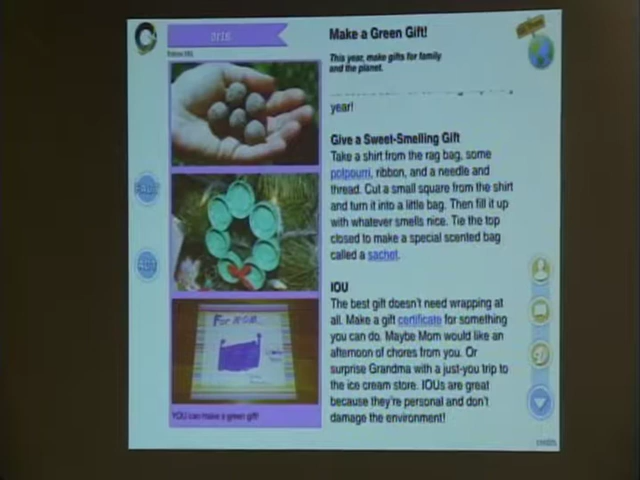 arts
Make a Green Gift!
This year, make gifts for family
and the planet.
year!
Give a Sweet-Smelling Gift
Take a shirt from the rag bag, some
potpourri, ribbon, and a needle and
thread. Cut a small square from the shirt
and turn it into a little bag. Then fill it up
with whatever smells nice. Tie the top
closed to make a special scented bag
called a sachet.
IOU
The best gift doesn't need wrapping at
all. Make a gift certificate for something
you can do. Maybe Mom would like an
afternoon of chores from you. Or
surprise Grandma with a just-you trip to
the ice cream store. IOUs are great
because they're personal and don't
damage the environment!
For MOM
YOU can make a green gift!